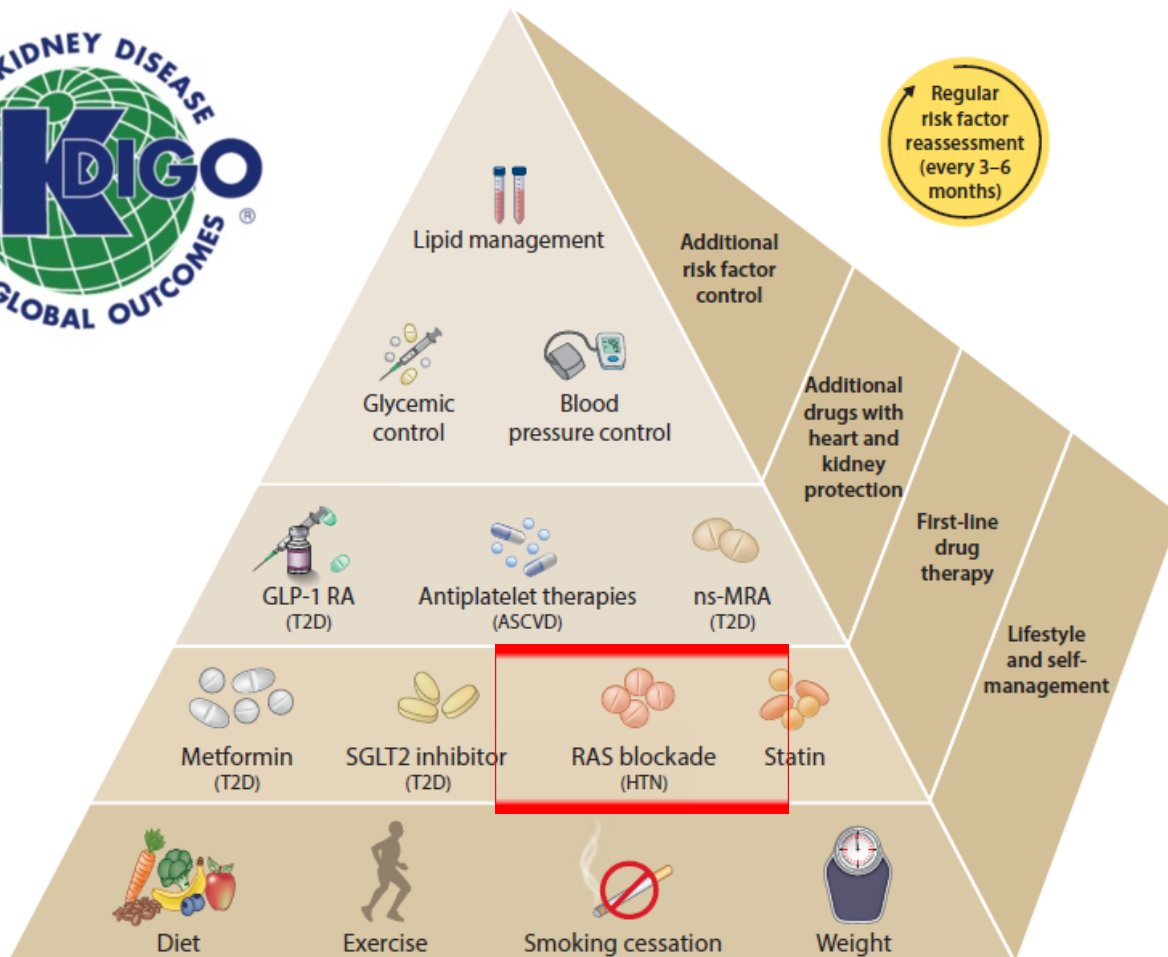 KIDNEY DISEASE
KDIGO
®
GLOBAL OUTCOMES
Regular
risk factor
reassessment
(every 3–6
months)
Lipid management
Additional
risk factor
control
Glycemic
control
Blood
pressure control
Additional
drugs with
heart and
kidney
protection
GLP-1 RA
(T2D)
Antiplatelet therapies
(ASCVD)
ns-MRA
(T2D)
First-line
drug
therapy
Metformin
(T2D)
SGLT2 inhibitor
(T2D)
RAS blockade
(HTN)
Statin
Lifestyle
and self-
management
Diet
Exercise
Smoking cessation
Weight